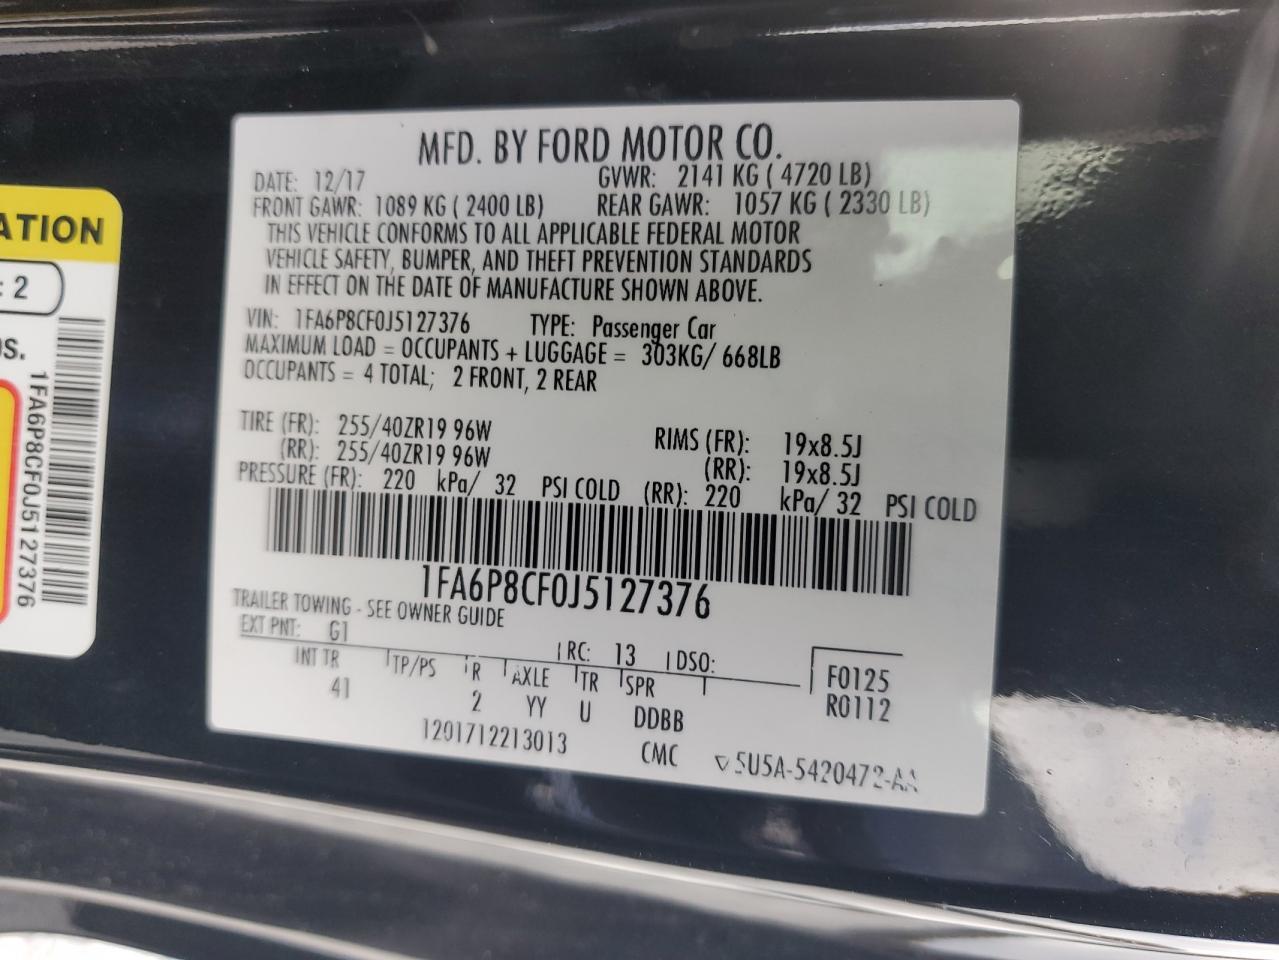 MFD. BY FORD MOTOR CO.
DATE: 12/17 GVWR: 2141 KG ( 4720 LB)
FRONT GAWR: 1089 KG ( 2400 LB) REAR GAWR: 1057 KG ( 2330 LB)
THIS VEHICLE CONFORMS TO ALL APPLICABLE FEDERAL MOTOR
VEHICLE SAFETY, BUMPER, AND THEFT PREVENTION STANDARDS
IN EFFECT ON THE DATE OF MANUFACTURE SHOWN ABOVE.
VIN: 1FA6P8CF0J5127376 TYPE: Passenger Car
MAXIMUM LOAD = OCCUPANTS + LUGGAGE = 303KG/ 668LB
OCCUPANTS = 4 TOTAL; 2 FRONT, 2 REAR
TIRE (FR): 255/40ZR19 96W RIMS (FR): 19x8.5J
(RR): 255/40ZR19 96W (RR): 19x8.5J
PRESSURE (FR): 220 kPa/ 32 PSI COLD (RR): 220 kPa/ 32 PSI COLD
1FA6P8CF0J5127376
TRAILER TOWING - SEE OWNER GUIDE
EXT PNT: G1 RC: 13 DSO:
INT TR TP/PS R AXLE TR SPR F0125
41 2 YY U DDBB R0112
1201712213013 CMC 5U5A-5420472-AA
ATION
: 2
S.
1FA6P8CF0J5127376